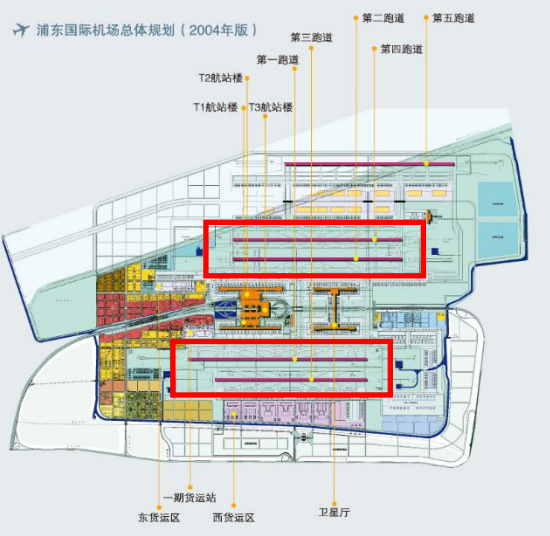 浦东国际机场总体规划（2004年版）
第二跑道
第五跑道
第三跑道
第四跑道
第一跑道
T2航站楼
T1航站楼
T3航站楼
一期货运站
东货运区
西货运区
卫星厅